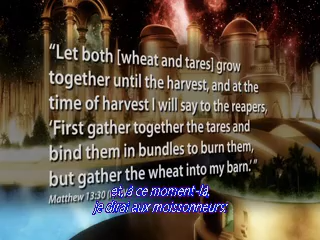 “Let both [wheat and tares] grow
together until the harvest, and at the
time of harvest I will say to the reapers,
‘First gather together the tares and
bind them in bundles to burn them,
but gather the wheat into my barn.’”
Matthew 13:30
et, à ce moment-là,
je dirai aux moissonneurs: